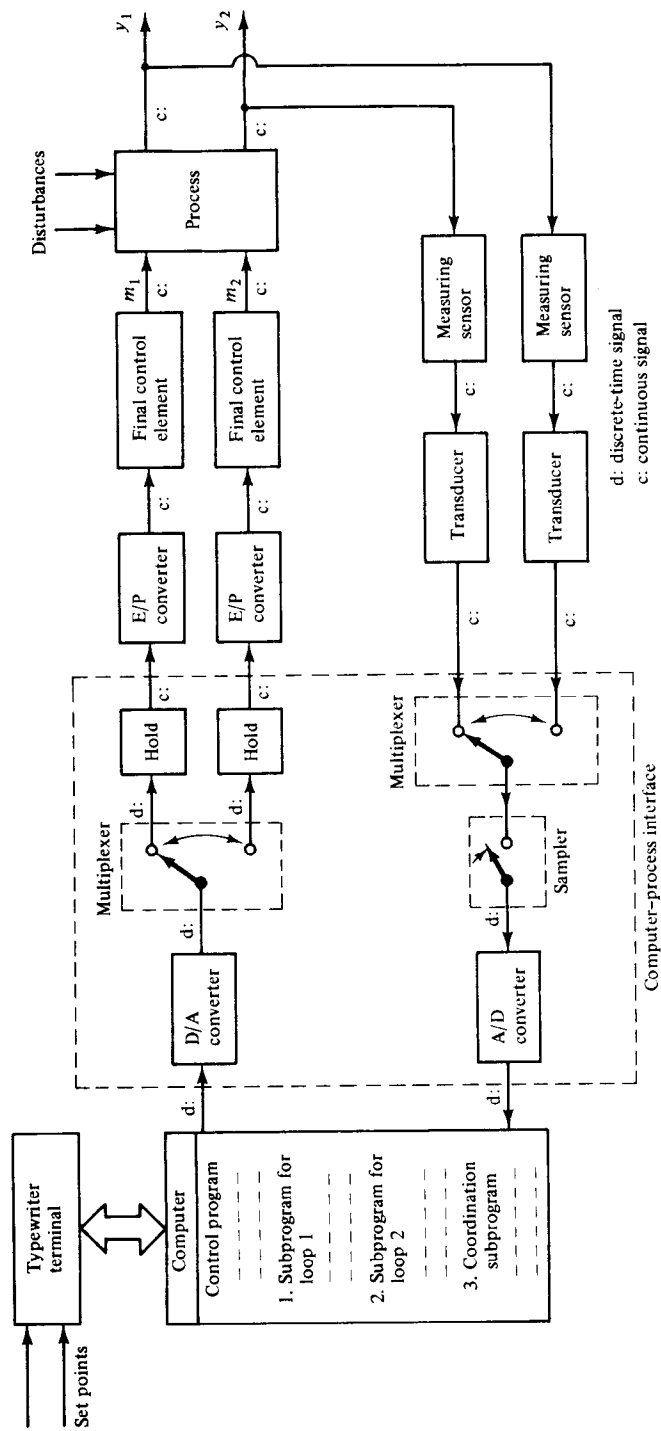 Set points
Typewriter
terminal
Computer
Control program
1. Subprogram for
loop 1
2. Subprogram for
loop 2
3. Coordination
subprogram
d:
D/A
converter
d:
Multiplexer
d:
d:
Hold
Hold
c:
c:
E/P
converter
E/P
converter
c:
c:
Final control
element
Final control
element
m₁
c:
m₂
c:
Disturbances
Process
c:
c:
y₁
y₂
Measuring
sensor
Measuring
sensor
c:
c:
Transducer
Transducer
c:
c:
Multiplexer
Sampler
d:
A/D
converter
d:
Computer-process interface
d: discrete-time signal
c: continuous signal